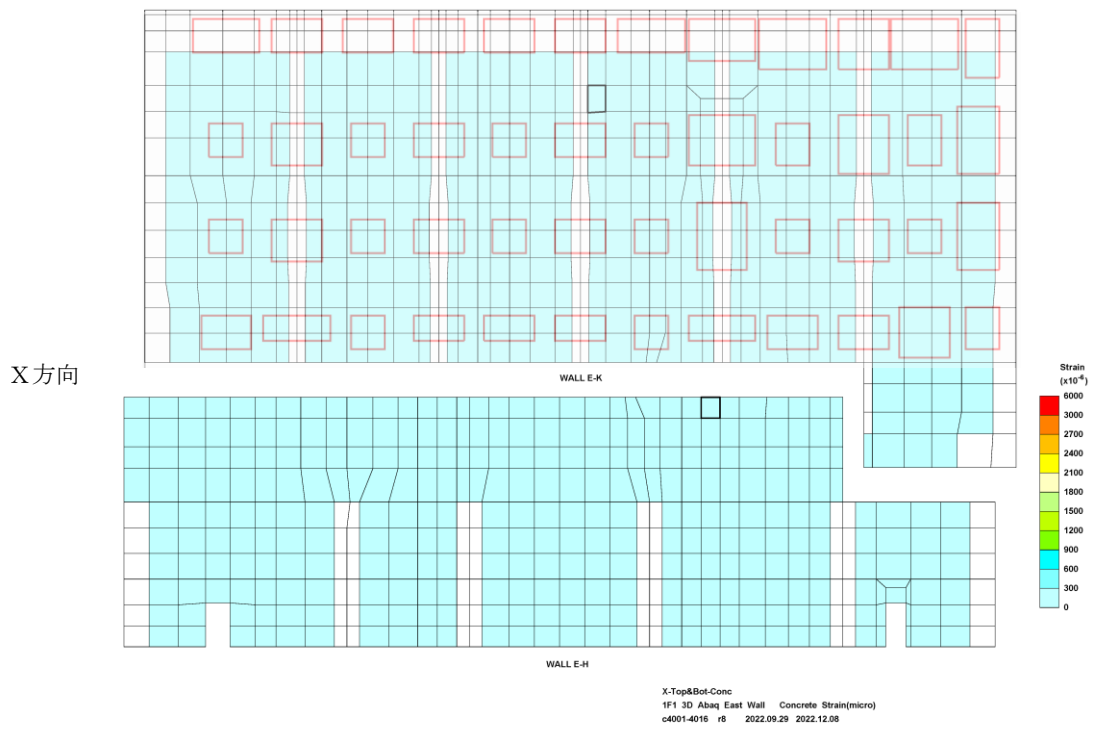 X方向
WALL E-K
Strain
(x10⁻⁶)
6000
3000
2700
2400
2100
1800
1500
1200
900
600
300
0
WALL E-H
X-Top&Bot-Conc
1F1 3D Abaq East Wall Concrete Strain(micro)
c4001-4016 r8 2022.09.29 2022.12.08